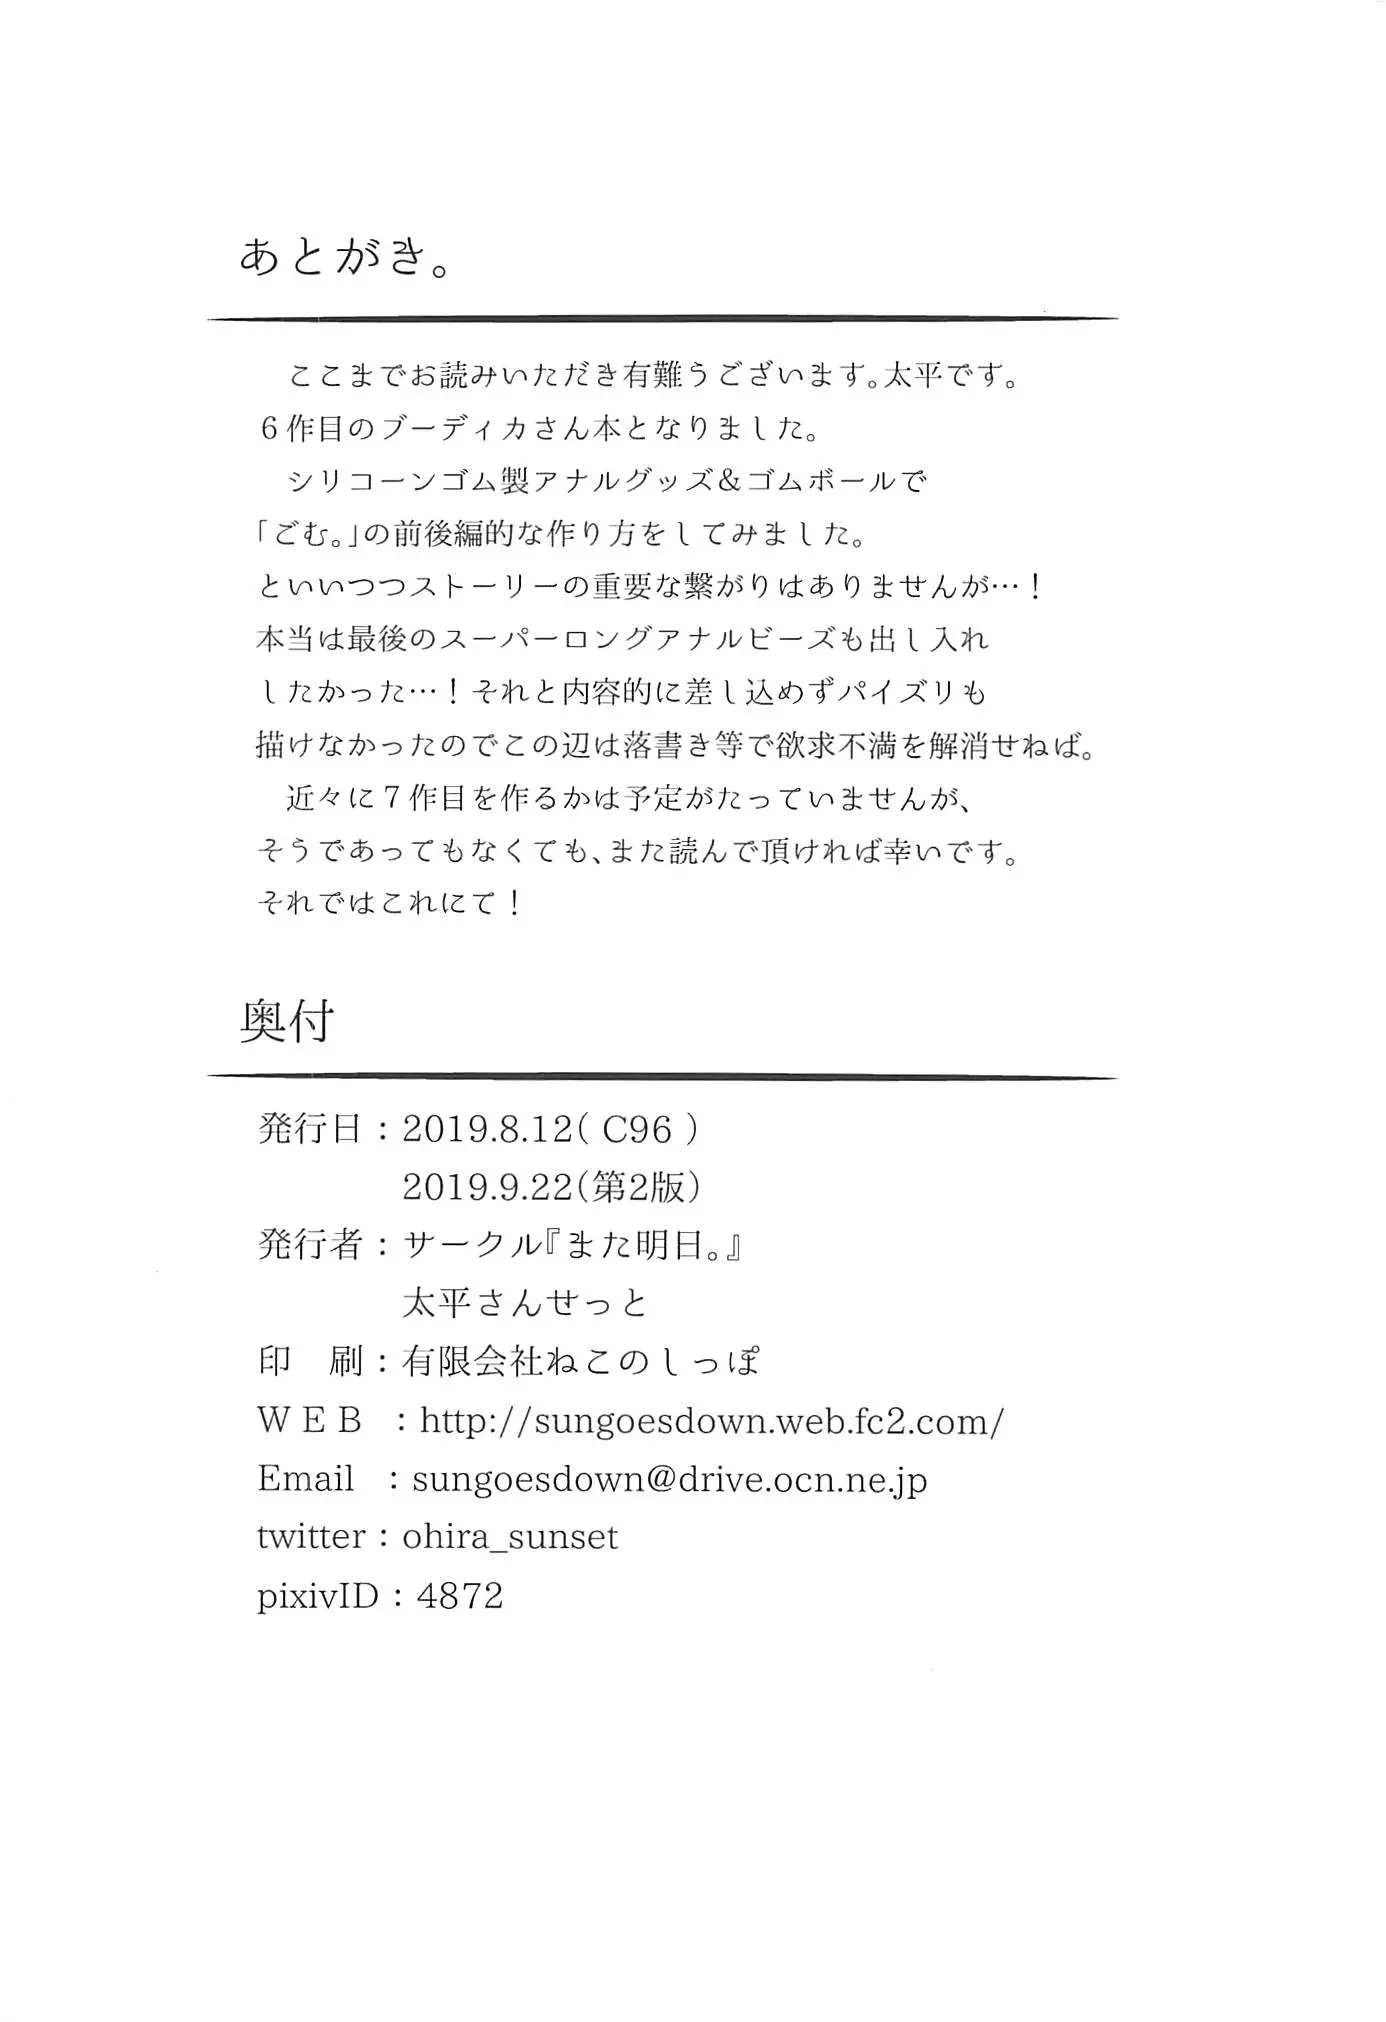 あとがき。
ここまでお読みいただき有難うございます。太平です。
6作目のブーディカさん本となりました。
シリコーンゴム製アナルグッズ&ゴムボールで
「ごむ。」の前後編的な作り方をしてみました。
といいつつストーリーの重要な繋がりはありませんが…！
本当は最後のスーパーロングアナルビーズも出し入れ
したかった…！それと内容的に差し込めずパイズリも
描けなかったのでこの辺は落書き等で欲求不満を解消せねば。
近々に7作目を作るかは予定がたっていませんが、
そうであってもなくても、また読んで頂ければ幸いです。
それではこれにて！
奥付
発行日：2019.8.12( C96 )
2019.9.22(第2版)
発行者：サークル『また明日。』
太平さんせっと
印　刷：有限会社ねこのしっぽ
ＷＥＢ ：http://sungoesdown.web.fc2.com/
Email ：sungoesdown@drive.ocn.ne.jp
twitter：ohira_sunset
pixivID：4872